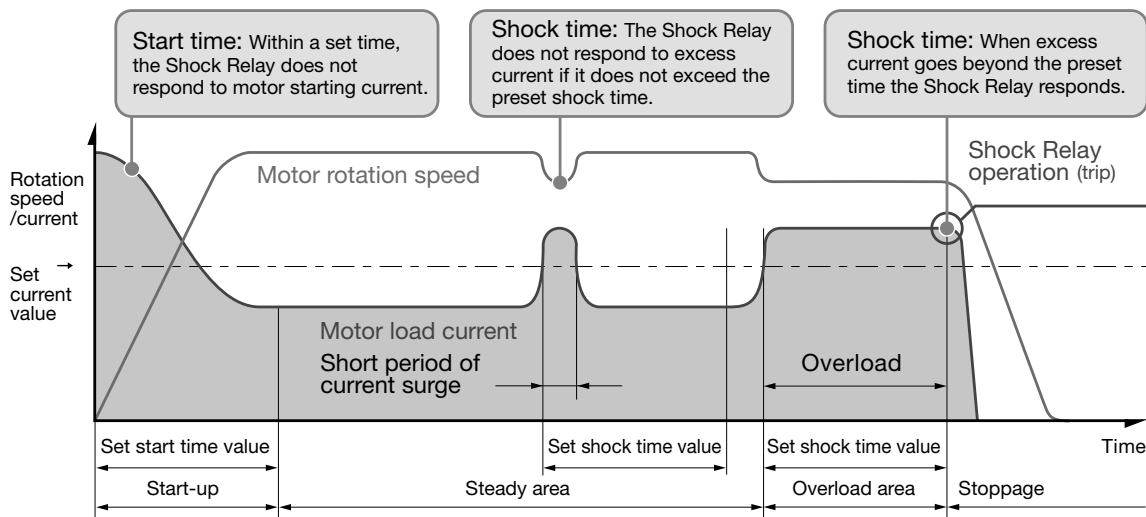 Start time: Within a set time,
the Shock Relay does not
respond to motor starting current.
Shock time: The Shock Relay
does not respond to excess
current if it does not exceed the
preset shock time.
Shock time: When excess
current goes beyond the preset
time the Shock Relay responds.
Rotation
speed
/current
Motor rotation speed
Shock Relay
operation (trip)
Set →
current
value
Motor load current
Short period of
current surge
Overload
Set start time value
Set shock time value
Set shock time value
Time
Start-up
Steady area
Overload area
Stoppage